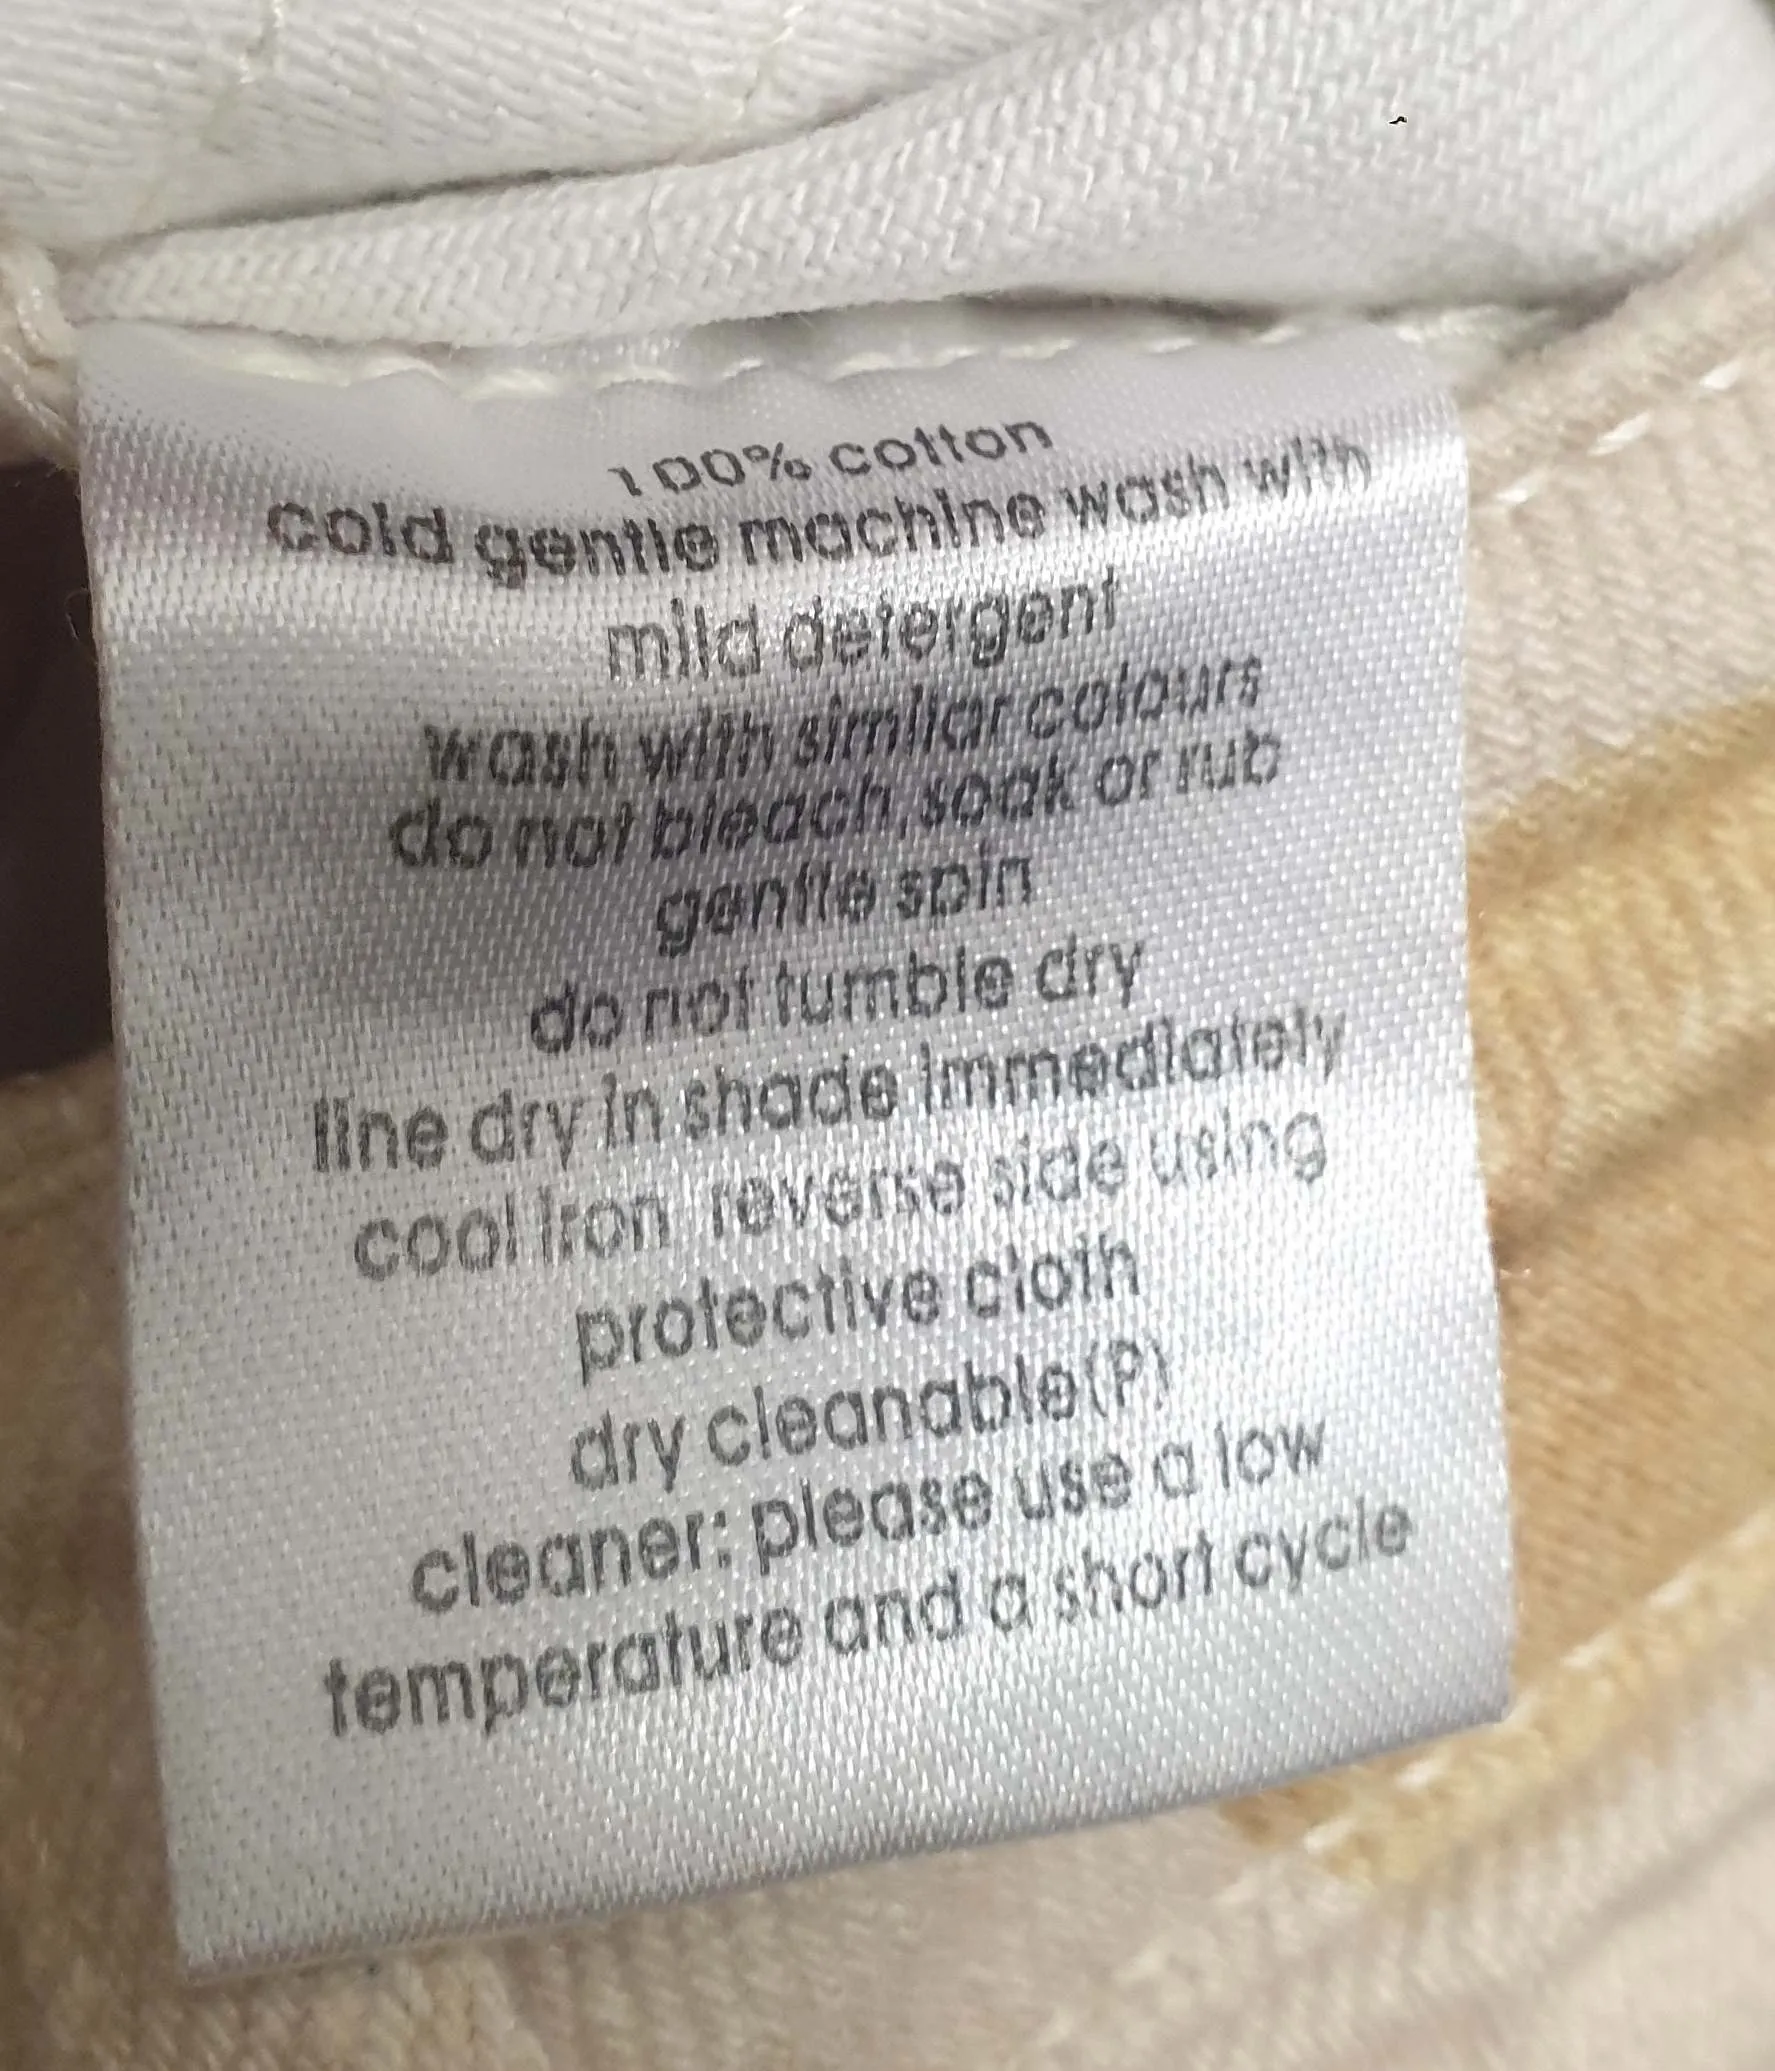 100% cotton
cold gentle machine wash with
mild detergent
wash with similar colours
do not bleach, soak or rub
gentle spin
do not tumble dry
line dry in shade immediately
cool iron reverse side using
protective cloth
dry cleanable(P)
cleaner: please use a low
temperature and a short cycle